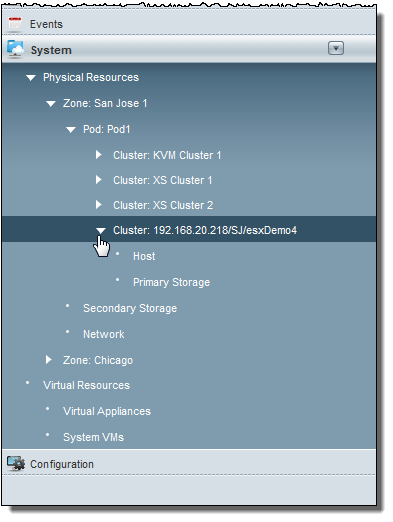 Events
System
Physical Resources
Zone: San Jose 1
Pod: Pod1
Cluster: KVM Cluster 1
Cluster: XS Cluster 1
Cluster: XS Cluster 2
Cluster: 192.168.20.218/SJ/esxDemo4
Host
Primary Storage
Secondary Storage
Network
Zone: Chicago
Virtual Resources
Virtual Appliances
System VMs
Configuration